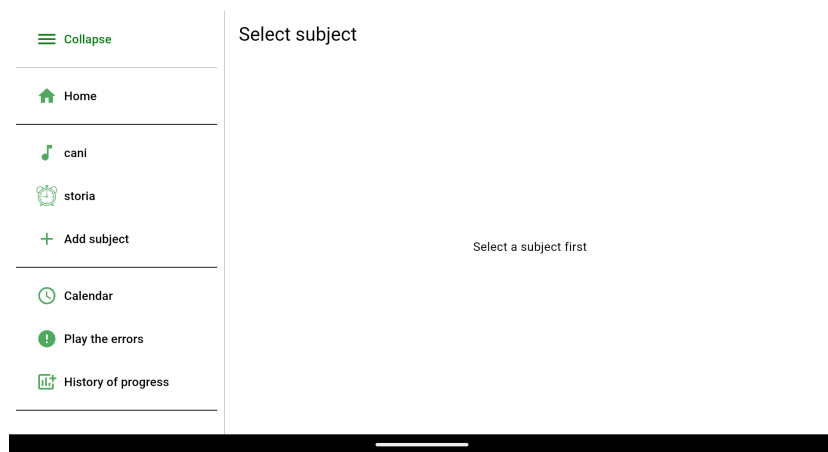 Collapse
Home
cani
storia
Add subject
Calendar
Play the errors
History of progress
Select subject
Select a subject first